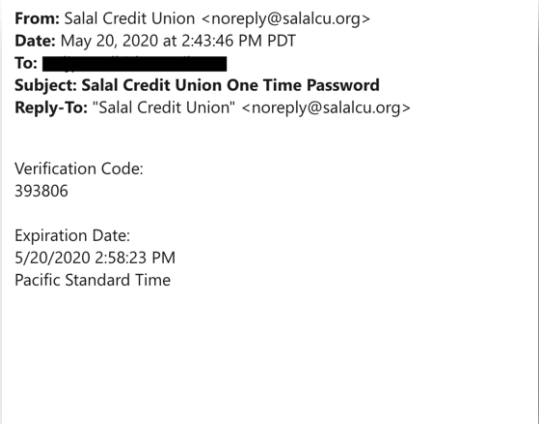 From: Salal Credit Union <noreply@salalcu.org>
Date: May 20, 2020 at 2:43:46 PM PDT
To:
Subject: Salal Credit Union One Time Password
Reply-To: "Salal Credit Union" <noreply@salalcu.org>
Verification Code:
393806
Expiration Date:
5/20/2020 2:58:23 PM
Pacific Standard Time